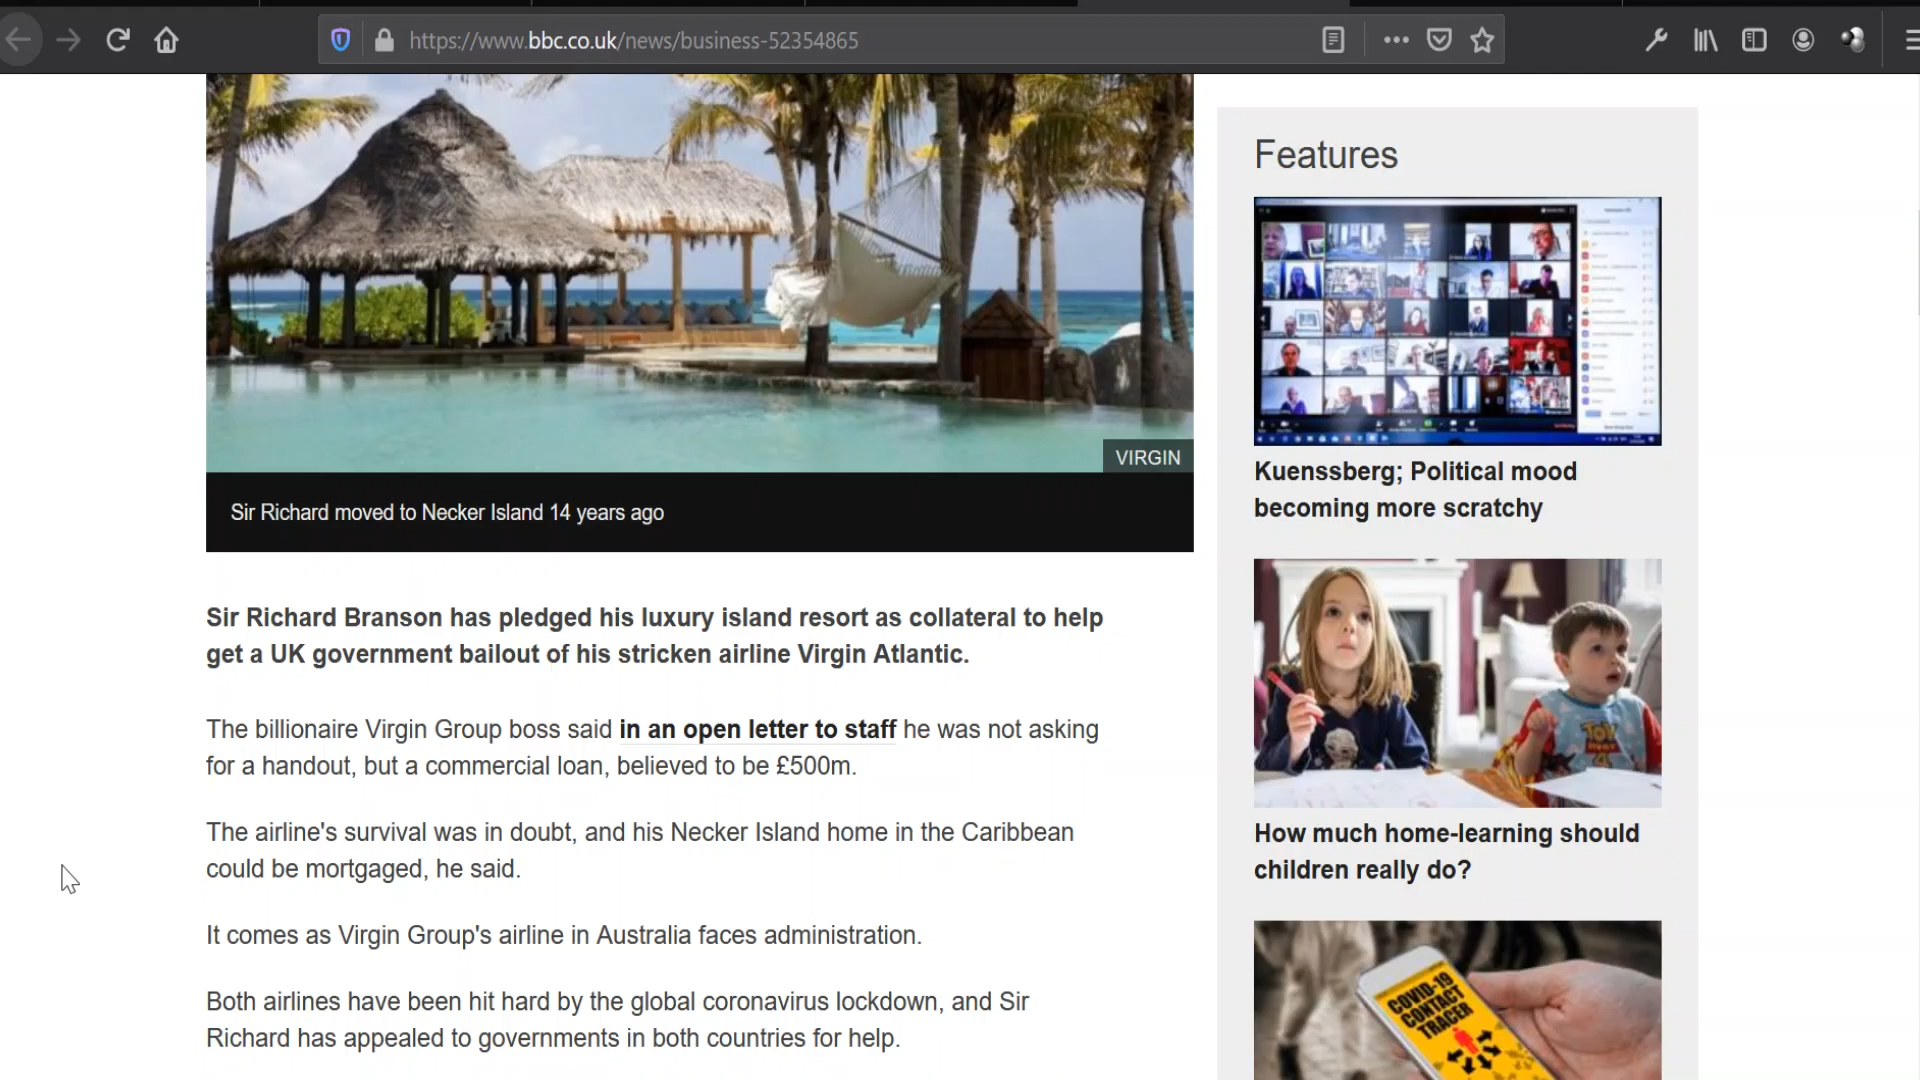 https://www.bbc.co.uk/news/business-52354865
VIRGIN
Sir Richard moved to Necker Island 14 years ago
Sir Richard Branson has pledged his luxury island resort as collateral to help
get a UK government bailout of his stricken airline Virgin Atlantic.
The billionaire Virgin Group boss said in an open letter to staff he was not asking
for a handout, but a commercial loan, believed to be £500m.
The airline's survival was in doubt, and his Necker Island home in the Caribbean
could be mortgaged, he said.
It comes as Virgin Group's airline in Australia faces administration.
Both airlines have been hit hard by the global coronavirus lockdown, and Sir
Richard has appealed to governments in both countries for help.
Features
Kuenssberg; Political mood
becoming more scratchy
TOY
How much home-learning should
children really do?
COVID-19
CONTACT
TRACER